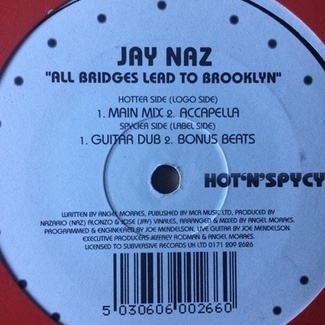 JAY NAZ
"ALL BRIDGES LEAD TO BROOKLYN"
HOTTER SIDE (LOGO SIDE)
1. MAIN MIX 2. ACCAPELLA
SPYCIER SIDE (LABEL SIDE)
1. GUITAR DUB 2. BONUS BEATS
HOT'N'SPYCY
WRITTEN BY ANGEL MORAES, PUBLISHED BY MCA MUSIC LTD, PRODUCED BY
NAZARIO (NAZ) ALONZO & JOSE (JAY) VINALES, ARRANGED & MIXED BY ANGEL MORAES,
PROGRAMMED & ENGINEERED BY JOE MENDELSON, LIVE GUITAR BY JOE MENDELSON.
EXECUTIVE PRODUCERS-JEFFREY RODMAN & ANGEL MORAES.
LICENSED TO SUBVERSIVE RECORDS UK LTD 0171 209 2626
5 030606 002660